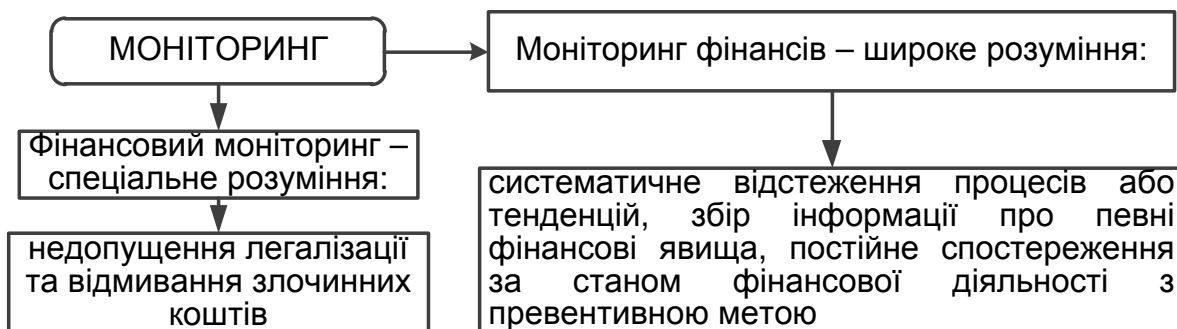 МОНІТОРИНГ
Моніторинг фінансів – широке розуміння:
Фінансовий моніторинг –
спеціальне розуміння:
недопущення легалізації
та відмивання злочинних
коштів
систематичне відстеження процесів або
тенденцій, збір інформації про певні
фінансові явища, постійне спостереження
за станом фінансової діяльності з
превентивною метою